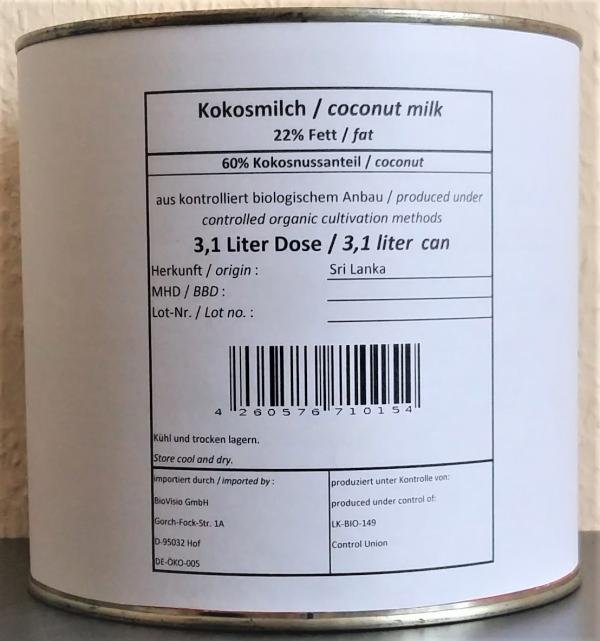 Kokosmilch / coconut milk
22% Fett / fat
60% Kokosnussanteil / coconut
aus kontrolliert biologischem Anbau / produced under
controlled organic cultivation methods
3,1 Liter Dose / 3,1 liter can
Herkunft / origin : Sri Lanka
MHD / BBD :
Lot-Nr. / Lot no. :
4 260576 710154
Kühl und trocken lagern.
Store cool and dry.
importiert durch / imported by :
BioVisio GmbH
Gorch-Fock-Str. 1A
D-95032 Hof
DE-ÖKO-005
produziert unter Kontrolle von:
produced under control of:
LK-BIO-149
Control Union